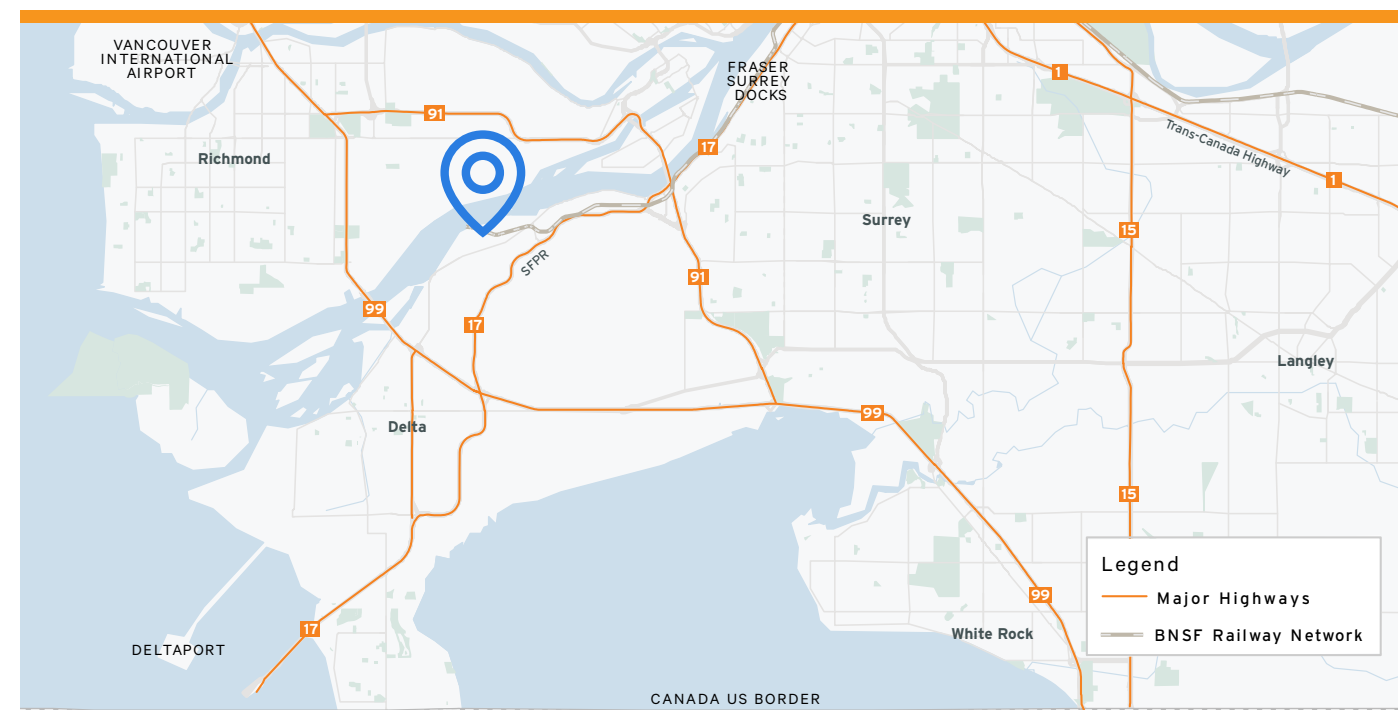 VANCOUVER
INTERNATIONAL
AIRPORT
FRASER
SURREY
DOCKS
1
91
17
Trans-Canada Highway
Richmond
1
Surrey
15
SFPR
91
99
17
Langley
99
Delta
15
Legend
Major Highways
99
17
White Rock
BNSF Railway Network
DELTAPORT
CANADA US BORDER